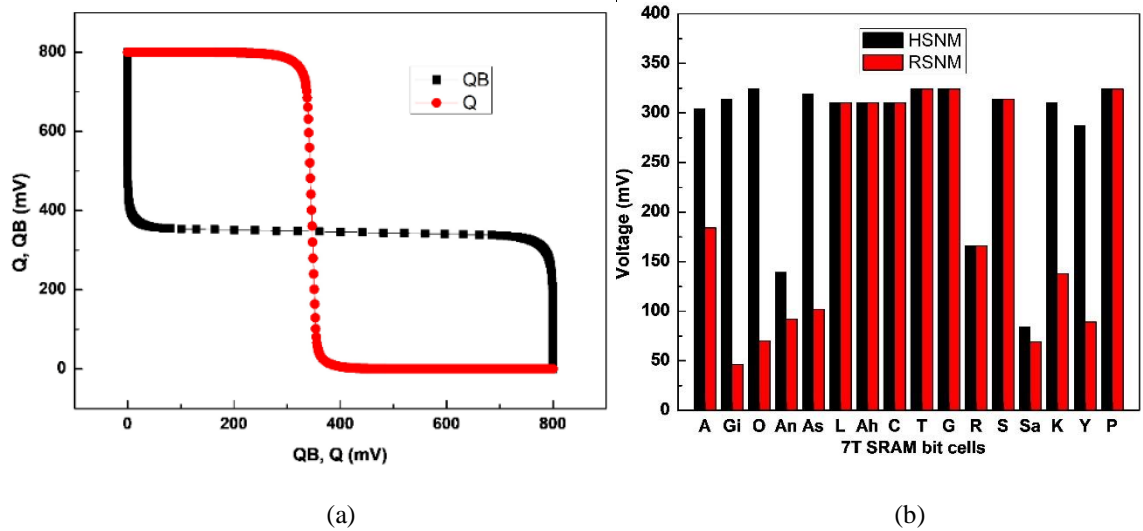 (a)
800
600
400
200
0
Q, QB (mV)
QB
Q
0 200 400 600 800
QB, Q (mV)
(b)
400
350
300
250
200
150
100
50
0
Voltage (mV)
HSNM
RSNM
A Gi O An As L Ah C T G R S Sa K Y P
7T SRAM bit cells
(a)
(b)